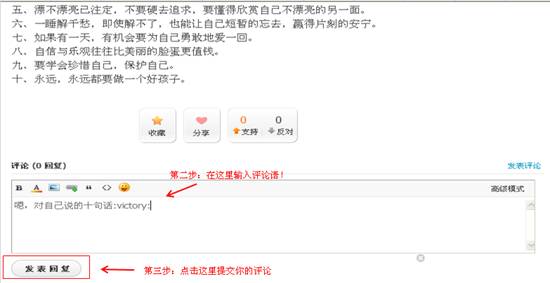 五、漂不漂亮已注定，不要硬去追求，要懂得欣赏自己不漂亮的另一面。
六、一睡解千愁，即使解不了，也能让自己短暂的忘去，赢得片刻的安宁。
七、如果有一天，有机会要为自己勇敢地爱一回。
八、自信与乐观往往比美丽的脸蛋更值钱。
九、要学会珍惜自己，保护自己。
十、永远，永远都要做一个好孩子。
收藏
分享
0 0
支持 反对
评论 (0 回复) 发表评论
第二步：在这里输入评论语！
B A 高级模式
嗯，对自己说的十句话:victory:
发表回复
第三步：点击这里提交你的评论